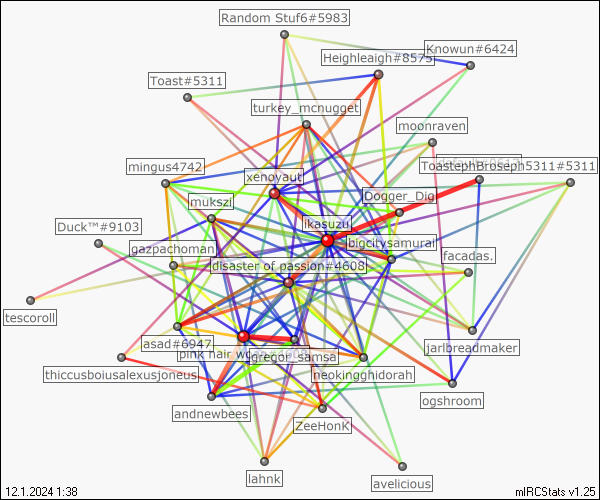 Random Stuf6#5983
Knowun#6424
Heighleaigh#8575
Toast#5311
turkey_mcnugget
moonraven
ToastephBroseph5311#5311
mingus4742
xenoyaut
Dogger_Dig
mukszi
ikasuzu
Duck™#9103
bigcitysamurai
gazpachoman
facadas.
disaster of passion#4608
tescoroll
asad#6947
pink hair
gregor_samsa
jarlbreadmaker
thiccusboiusalexusjoneus
neokingghidorah
ogshroom
andnewbees
ZeeHonK
lahnk
avelicious
12.1.2024 1:38
mIRCStats v1.25